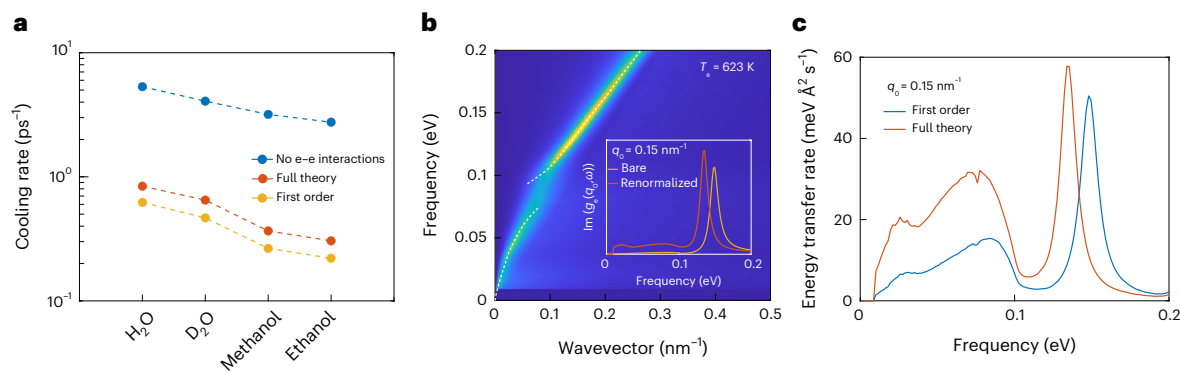 a
Cooling rate (ps⁻¹)
10¹
10⁰
10⁻¹
No e–e interactions
Full theory
First order
H₂O
D₂O
Methanol
Ethanol
b
Frequency (eV)
0.2
0.15
0.1
0.05
0
Tₑ = 623 K
Im (gₑ(q₀,ω))
q₀ = 0.15 nm⁻¹
Bare
Renormalized
0 0.1 0.2
Frequency (eV)
0 0.1 0.2 0.3 0.4 0.5
Wavevector (nm⁻¹)
c
Energy transfer rate (meV Å² s⁻¹)
60
40
20
0
q₀ = 0.15 nm⁻¹
First order
Full theory
0 0.1 0.2
Frequency (eV)